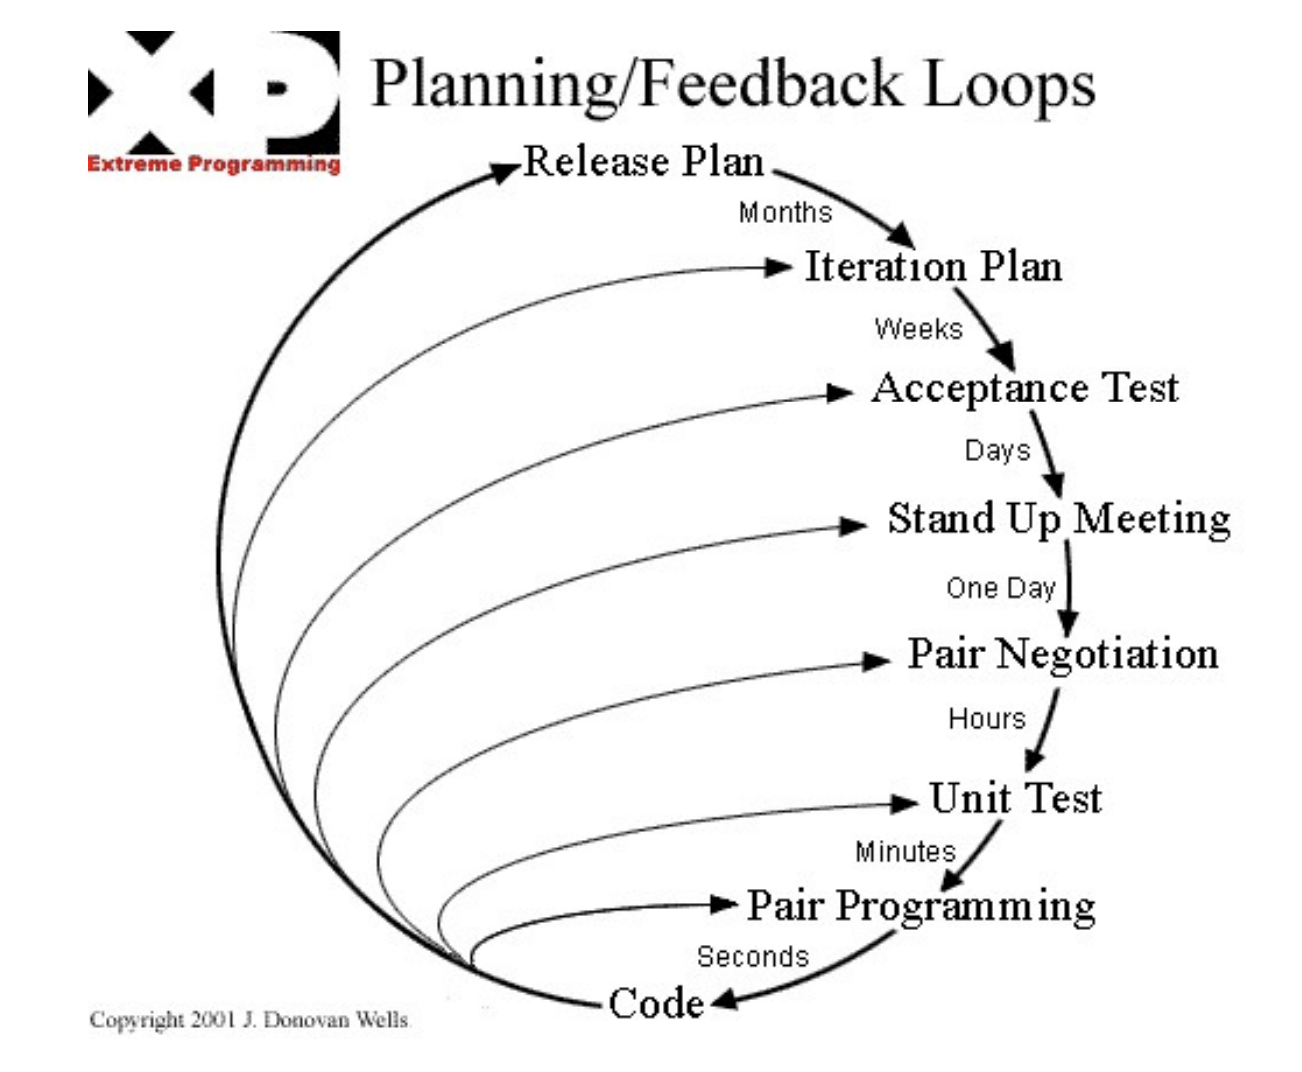 XP
Extreme Programming
Planning/Feedback Loops
Release Plan
Months
Iteration Plan
Weeks
Acceptance Test
Days
Stand Up Meeting
One Day
Pair Negotiation
Hours
Unit Test
Minutes
Pair Programming
Seconds
Code
Copyright 2001 J. Donovan Wells